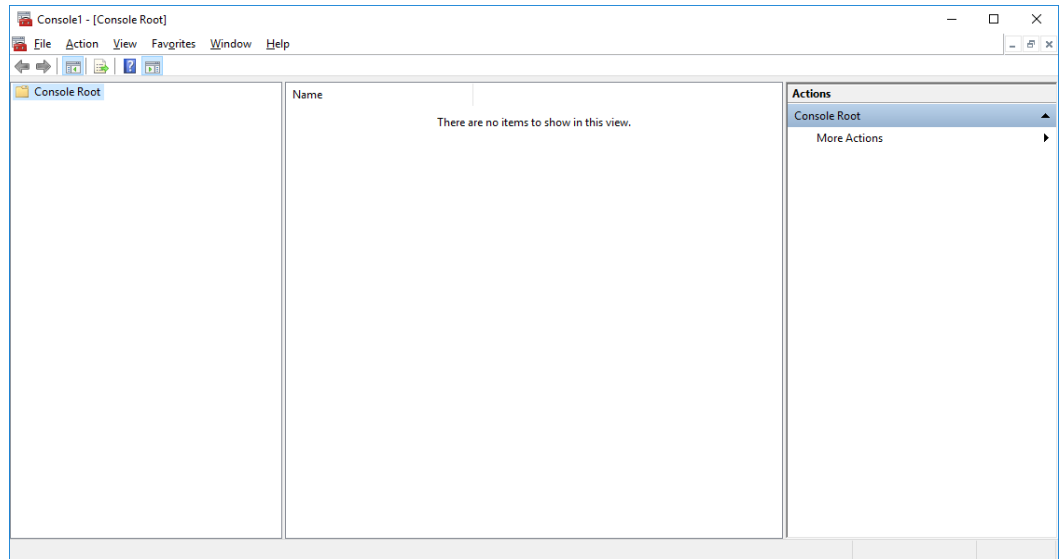 Console1 - [Console Root]
File Action View Favorites Window Help
Console Root
Name
There are no items to show in this view.
Actions
Console Root
More Actions